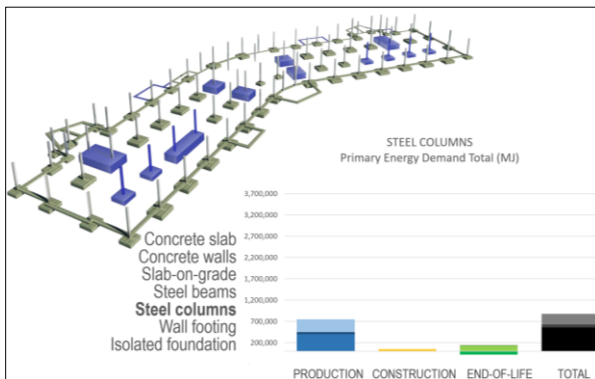 STEEL COLUMNS
Primary Energy Demand Total (MJ)
3,700,000
3,200,000
2,700,000
2,200,000
1,700,000
1,200,000
700,000
200,000
Concrete slab
Concrete walls
Slab-on-grade
Steel beams
Steel columns
Wall footing
Isolated foundation
PRODUCTION CONSTRUCTION END-OF-LIFE TOTAL